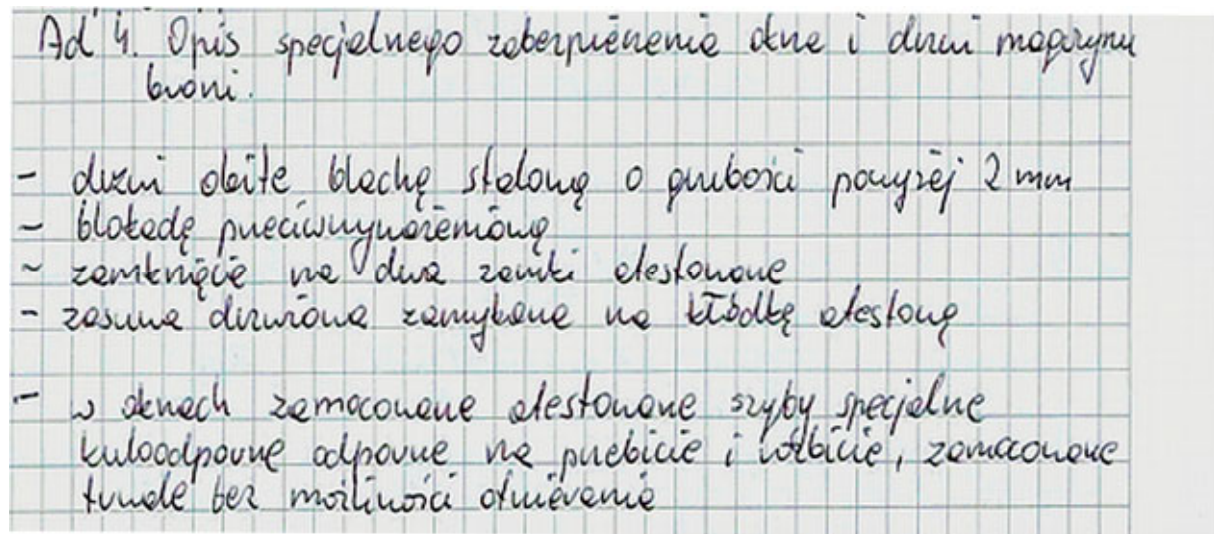 Ad 4. Opis specjalnego zabezpieczenia okna i drzwi magazynu
broni.
- drzwi obite blachę stalową o grubości powyżej 2 mm
- blokadę przeciwwyważeniową
- zamknięcie na dwa zamki atestowane
- zasuwa drzwiowa zamykana na kłódkę atestową
- w oknach zamocowane atestowane szyby specjalne
kuloodporne odporne na przebicie i rozbicie, zamocowane
trwale bez możliwości otwierania